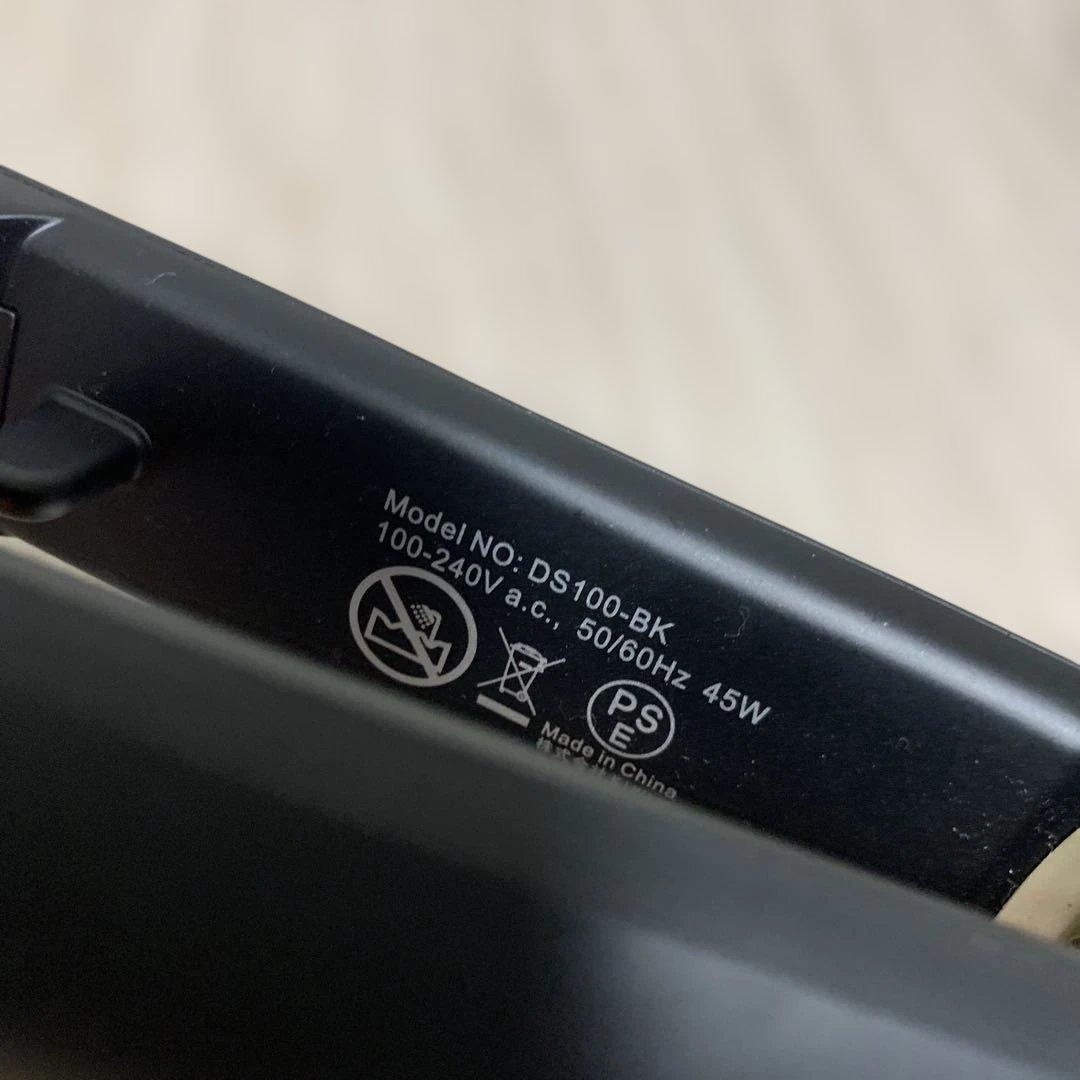 Model NO: DS100-BK
100-240V a.c., 50/60Hz 45W
PS
E
Made in China